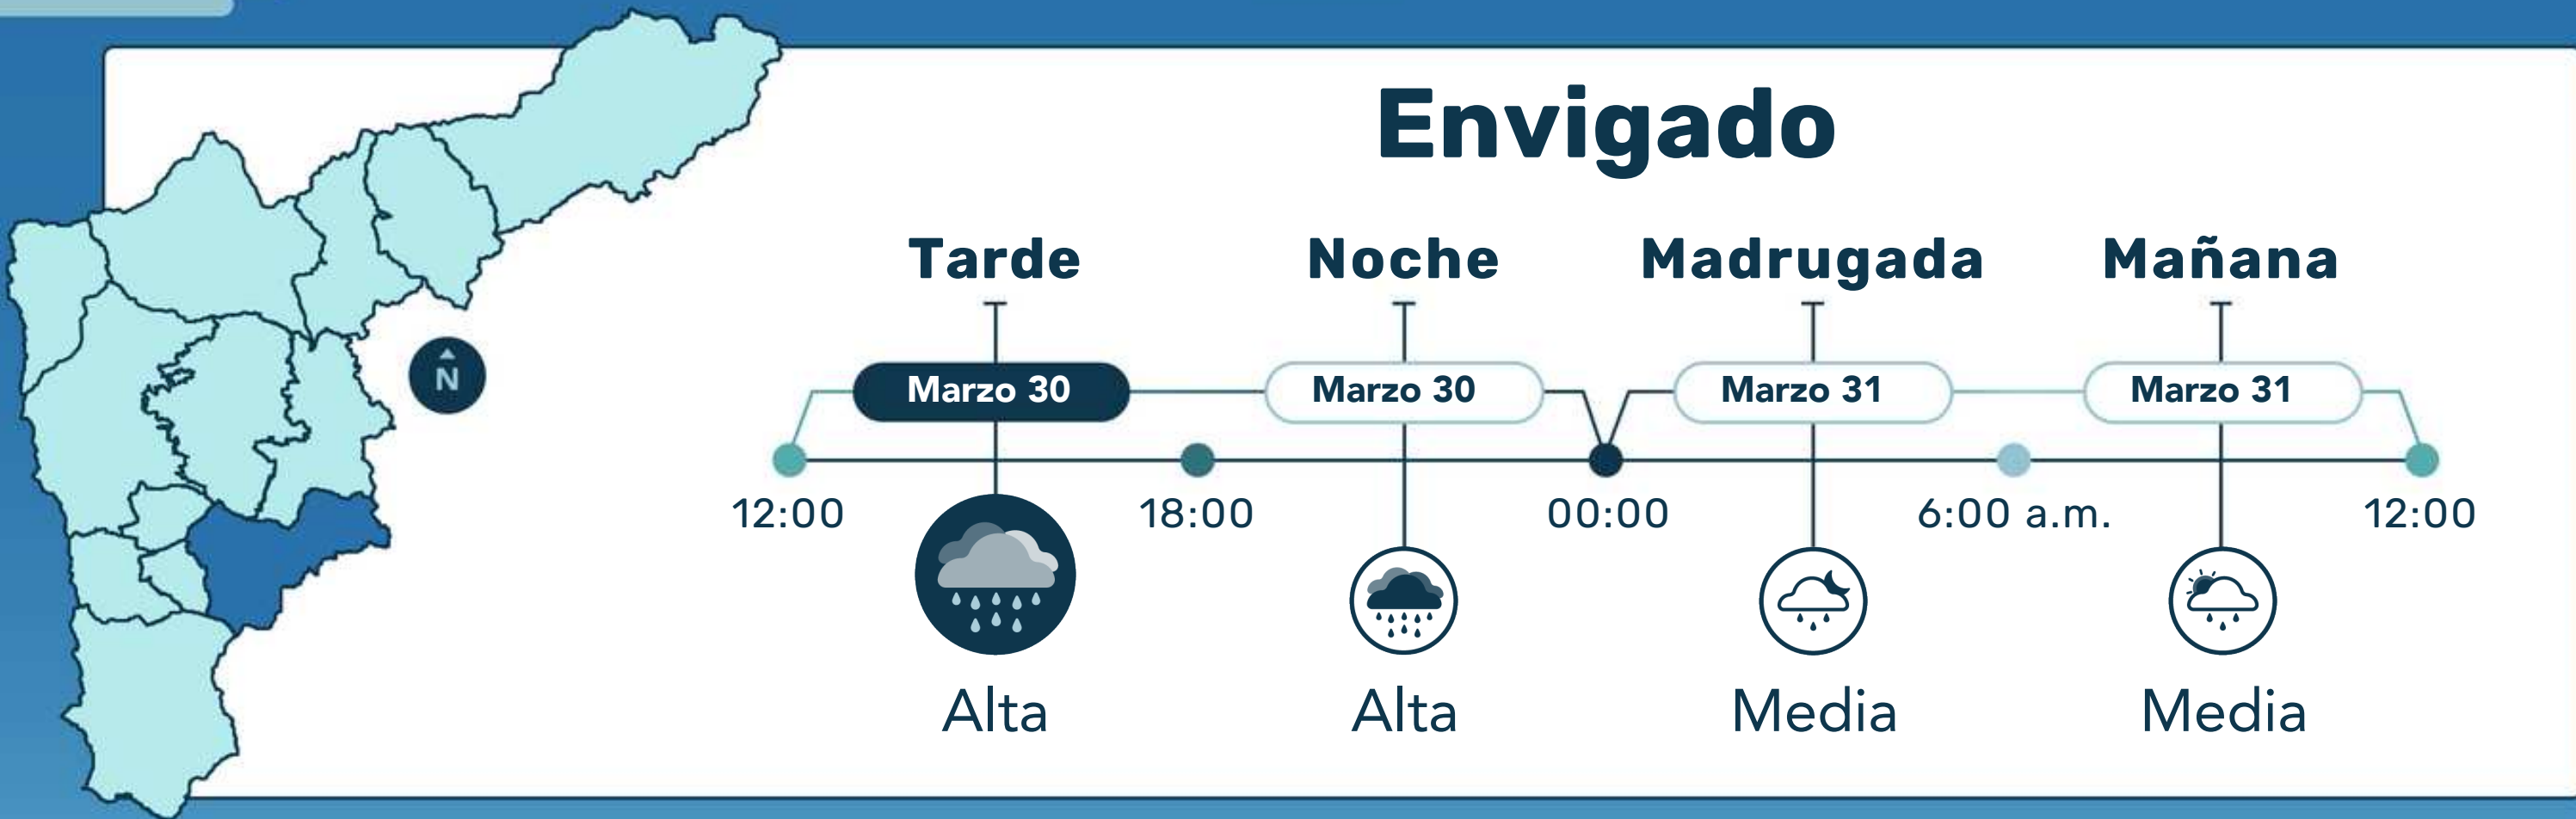 Envigado
Tarde Noche Madrugada Mañana
N
Marzo 30 Marzo 30 Marzo 31 Marzo 31
12:00 18:00 00:00 6:00 a.m. 12:00
Alta Alta Media Media